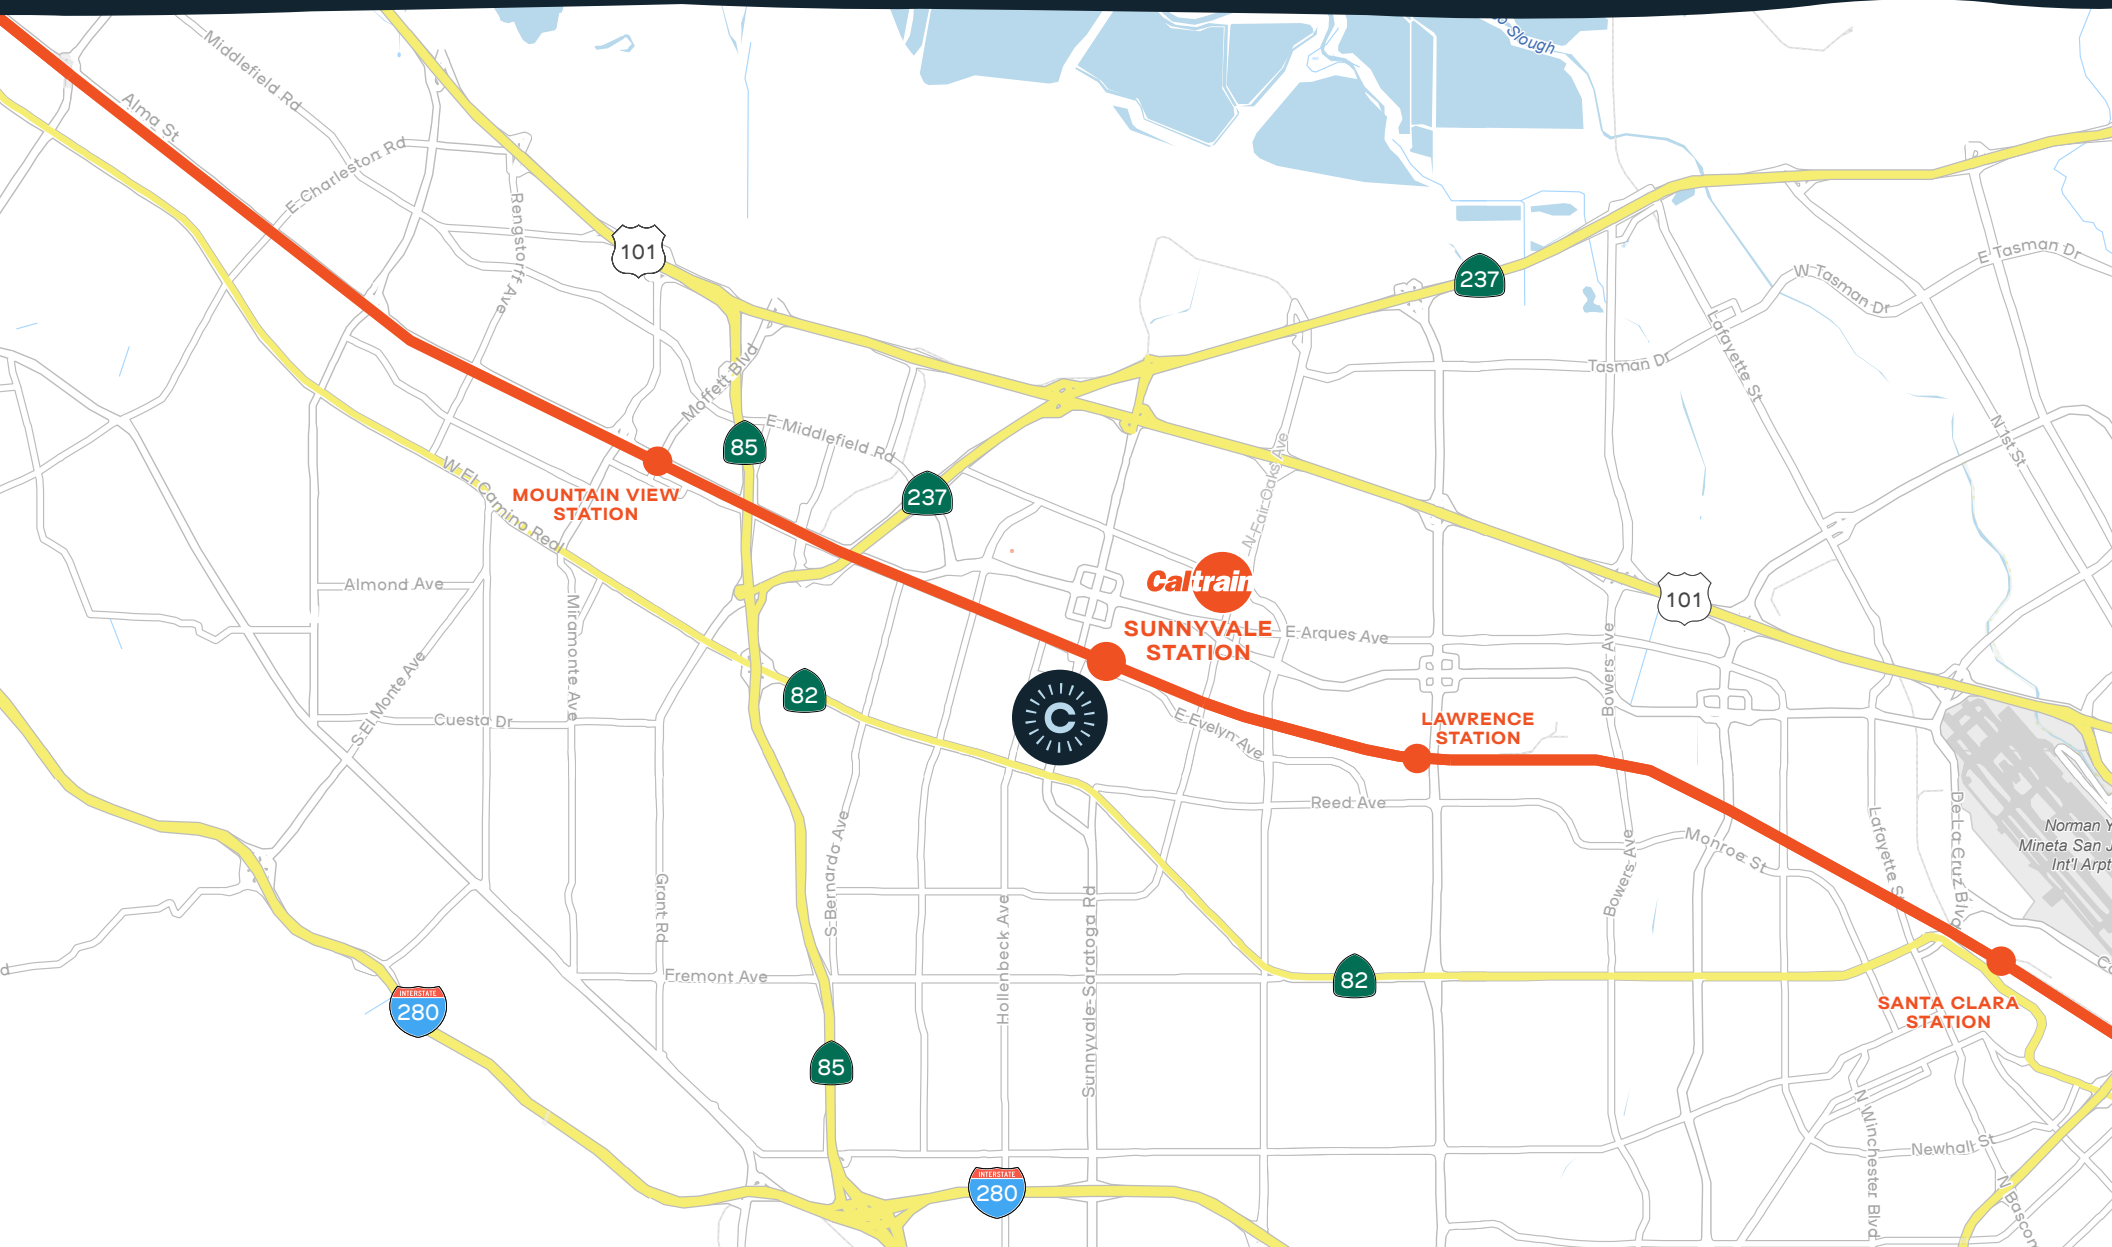 Slough
Middlefield Rd
Alma St
E Charleston Rd
Rengstorff Ave
101
237
E Tasman Dr
W Tasman Dr
Lafayette St
Tasman Dr
Moffett Blvd
E Middlefield Rd
85
N 1st St
W El Camino Real
MOUNTAIN VIEW
STATION
237
N Fair Oaks Ave
Caltrain
Almond Ave
101
SUNNYVALE
STATION
E Arques Ave
Miramonte Ave
Bowers Ave
S El Monte Ave
82
C
Cuesta Dr
E Evelyn Ave
LAWRENCE
STATION
Reed Ave
S Bernardo Ave
Monroe St
Lafayette S
De La Cruz Blvd
Norman Y
Mineta San J
Int'l Arpt
Grant Rd
Bowers Ave
Hollenbeck Ave
Sunnyvale-Saratoga Rd
d
Fremont Ave
82
INTERSTATE
280
SANTA CLARA
STATION
85
N Winchester Blvd
Newhall St
INTERSTATE
280
N Bascon